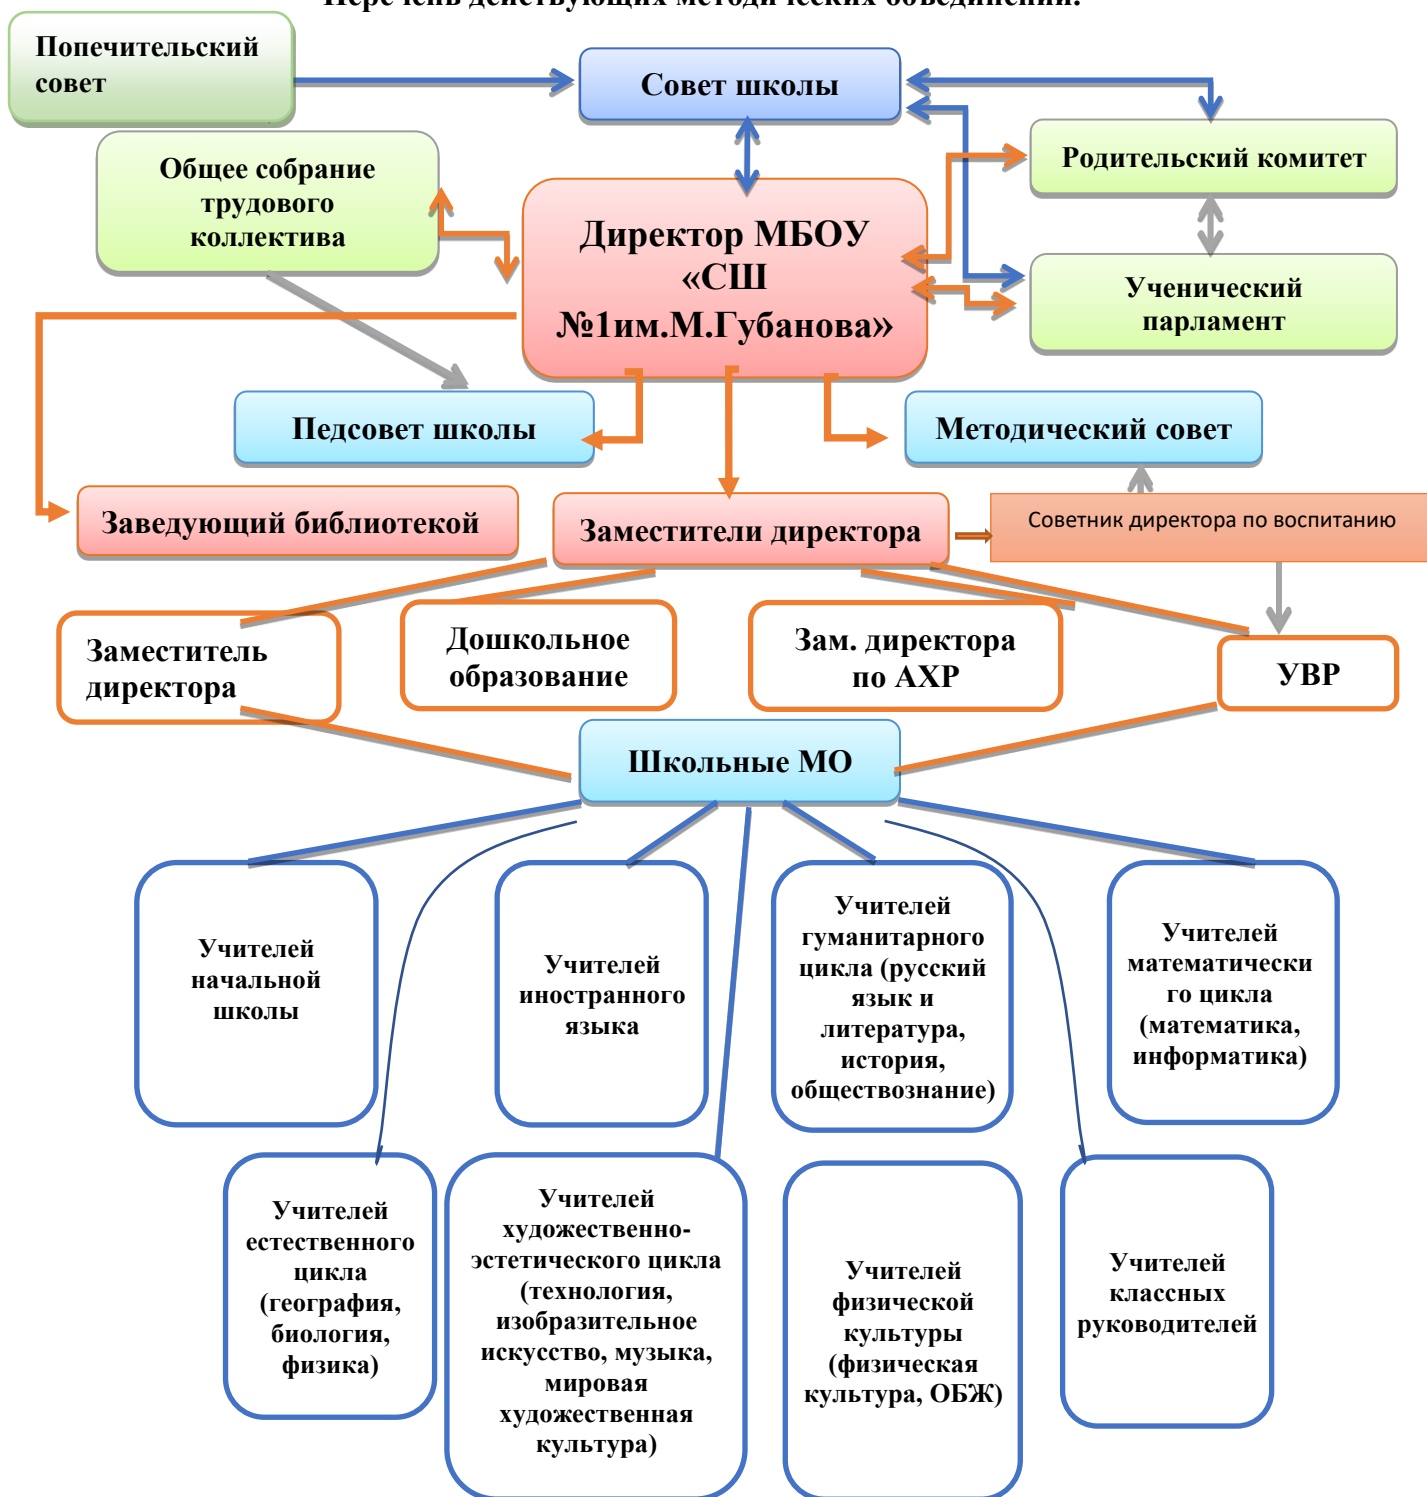 Перечень действующих методических объединений:
Попечительский
совет
Совет школы
Общее собрание
трудового
коллектива
Родительский комитет
Директор МБОУ
«СШ
№1им.М.Губанова»
Ученический
парламент
Педсовет школы
Методический совет
Заведующий библиотекой
Заместители директора
Советник директора по воспитанию
Заместитель
директора
Дошкольное
образование
Зам. директора
по АХР
УВР
Школьные МО
Учителей
начальной
школы
Учителей
иностранного
языка
Учителей
гуманитарного
цикла (русский
язык и
литература,
история,
обществознание)
Учителей
математически
го цикла
(математика,
информатика)
Учителей
естественного
цикла
(география,
биология,
физика)
Учителей
художественно-
эстетического цикла
(технология,
изобразительное
искусство, музыка,
мировая
художественная
культура)
Учителей
физической
культуры
(физическая
культура, ОБЖ)
Учителей
классных
руководителей